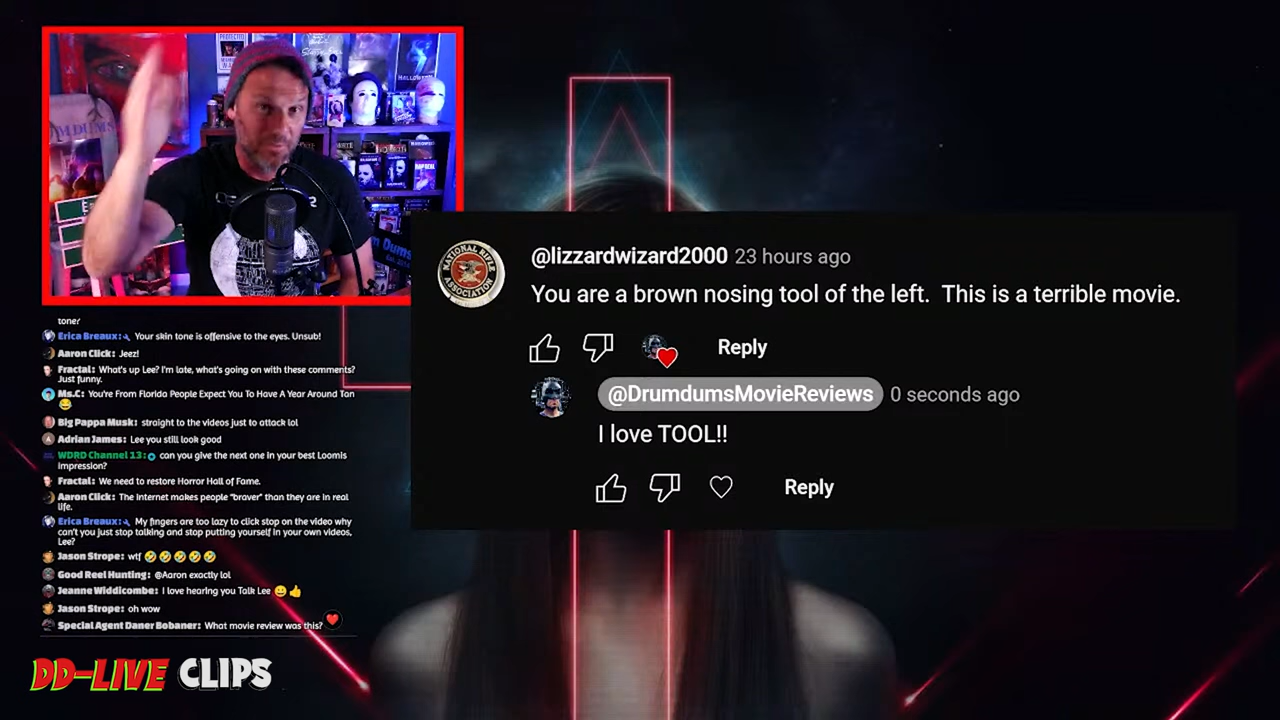 HALLOWEEN
@lizzardwizard2000 23 hours ago
NATIONAL RIFLE ASSOCIATION
You are a brown nosing tool of the left.  This is a terrible movie.
Reply
@DrumdumsMovieReviews 0 seconds ago
I love TOOL!!
Reply
tone?
Erica Breaux: Your skin tone is offensive to the eyes. Unsub!
Aaron Click: Jeez!
Fractal: What's up Lee? I'm late, what's going on with these comments?
Just funny.
Ms.C: You're From Florida People Expect You To Have A Year Around Tan
😂
Big Pappa Musk: straight to the videos just to attack lol
Adrian James: Lee you still look good
WDRD Channel 13: can you give the next one in your best Loomis
impression?
Fractal: We need to restore Horror Hall of Fame.
Aaron Click: The Internet makes people "braver" than they are in real
life.
Erica Breaux: My fingers are too lazy to click stop on the video why
can't you just stop talking and stop putting yourself in your own videos,
Lee?
Jason Strope: wtf 🤣🤣🤣🤣🤣
Good Reel Hunting: @Aaron exactly lol
Jeanne Widdicombe: I love hearing you Talk Lee 😀👍
Jason Strope: oh wow
Special Agent Daner Bobaner: What movie review was this?
DD-LIVE CLIPS